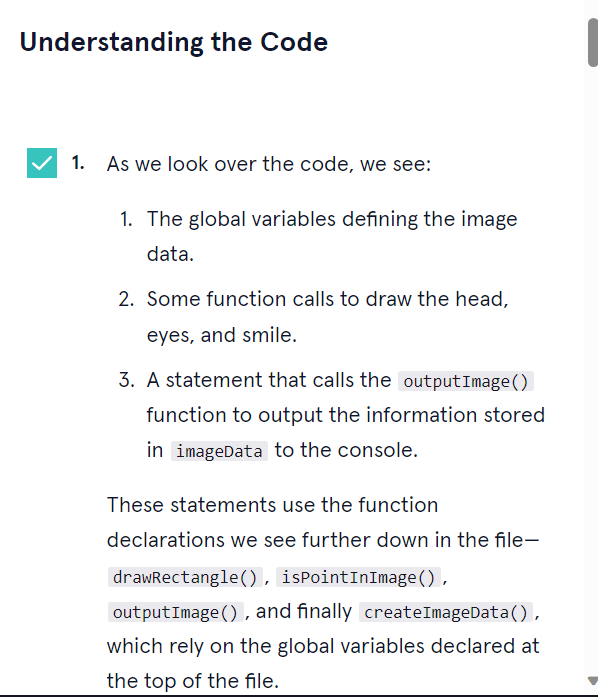 Understanding the Code
1. As we look over the code, we see:
1. The global variables defining the image
data.
2. Some function calls to draw the head,
eyes, and smile.
3. A statement that calls the outputImage()
function to output the information stored
in imageData to the console.
These statements use the function
declarations we see further down in the file—
drawRectangle(), isPointInImage(),
outputImage(), and finally createImageData(),
which rely on the global variables declared at
the top of the file.